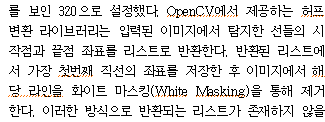 를 보인 320으로 설정했다. OpenCV에서 제공하는 허프
변환 라이브러리는 입력된 이미지에서 탐지한 선들의 시
작점과 끝점 좌표를 리스트로 반환한다. 반환된 리스트에
서 가장 첫번째 직선의 좌표를 저장한 후 이미지에서 해
당 라인을 화이트 마스킹(White Masking)을 통해 제거
한다. 이러한 방식으로 반환되는 리스트가 존재하지 않을